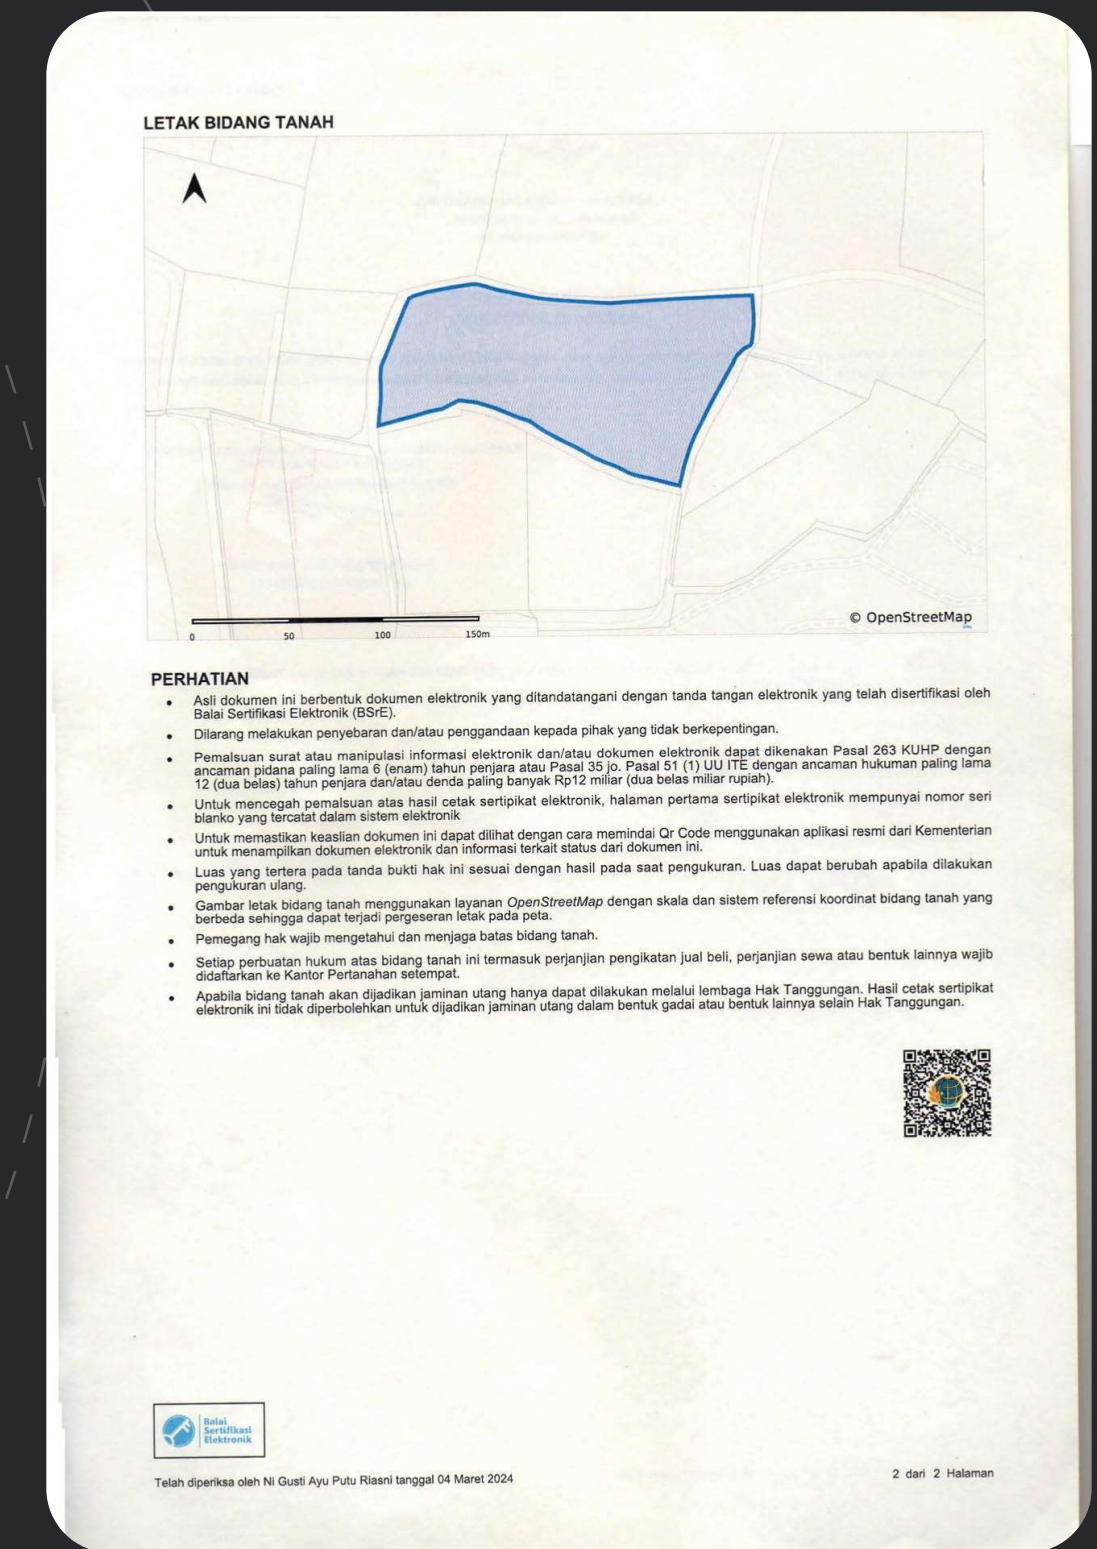 LETAK BIDANG TANAH
© OpenStreetMap
0 50 100 150m
PERHATIAN
• Asli dokumen ini berbentuk dokumen elektronik yang ditandatangani dengan tanda tangan elektronik yang telah disertifikasi oleh
Balai Sertifikasi Elektronik (BSrE).
• Dilarang melakukan penyebaran dan/atau penggandaan kepada pihak yang tidak berkepentingan.
• Pemalsuan surat atau manipulasi informasi elektronik dan/atau dokumen elektronik dapat dikenakan Pasal 263 KUHP dengan
ancaman pidana paling lama 6 (enam) tahun penjara atau Pasal 35 jo. Pasal 51 (1) UU ITE dengan ancaman hukuman paling lama
12 (dua belas) tahun penjara dan/atau denda paling banyak Rp12 miliar (dua belas miliar rupiah).
• Untuk mencegah pemalsuan atas hasil cetak sertipikat elektronik, halaman pertama sertipikat elektronik mempunyai nomor seri
blanko yang tercatat dalam sistem elektronik
• Untuk memastikan keaslian dokumen ini dapat dilihat dengan cara memindai Qr Code menggunakan aplikasi resmi dari Kementerian
untuk menampilkan dokumen elektronik dan informasi terkait status dari dokumen ini.
• Luas yang tertera pada tanda bukti hak ini sesuai dengan hasil pada saat pengukuran. Luas dapat berubah apabila dilakukan
pengukuran ulang.
• Gambar letak bidang tanah menggunakan layanan OpenStreetMap dengan skala dan sistem referensi koordinat bidang tanah yang
berbeda sehingga dapat terjadi pergeseran letak pada peta.
• Pemegang hak wajib mengetahui dan menjaga batas bidang tanah.
• Setiap perbuatan hukum atas bidang tanah ini termasuk perjanjian pengikatan jual beli, perjanjian sewa atau bentuk lainnya wajib
didaftarkan ke Kantor Pertanahan setempat.
• Apabila bidang tanah akan dijadikan jaminan utang hanya dapat dilakukan melalui lembaga Hak Tanggungan. Hasil cetak sertipikat
elektronik ini tidak diperbolehkan untuk dijadikan jaminan utang dalam bentuk gadai atau bentuk lainnya selain Hak Tanggungan.
Balai
Sertifikasi
Elektronik
Telah diperiksa oleh Ni Gusti Ayu Putu Riasni tanggal 04 Maret 2024
2 dari 2 Halaman